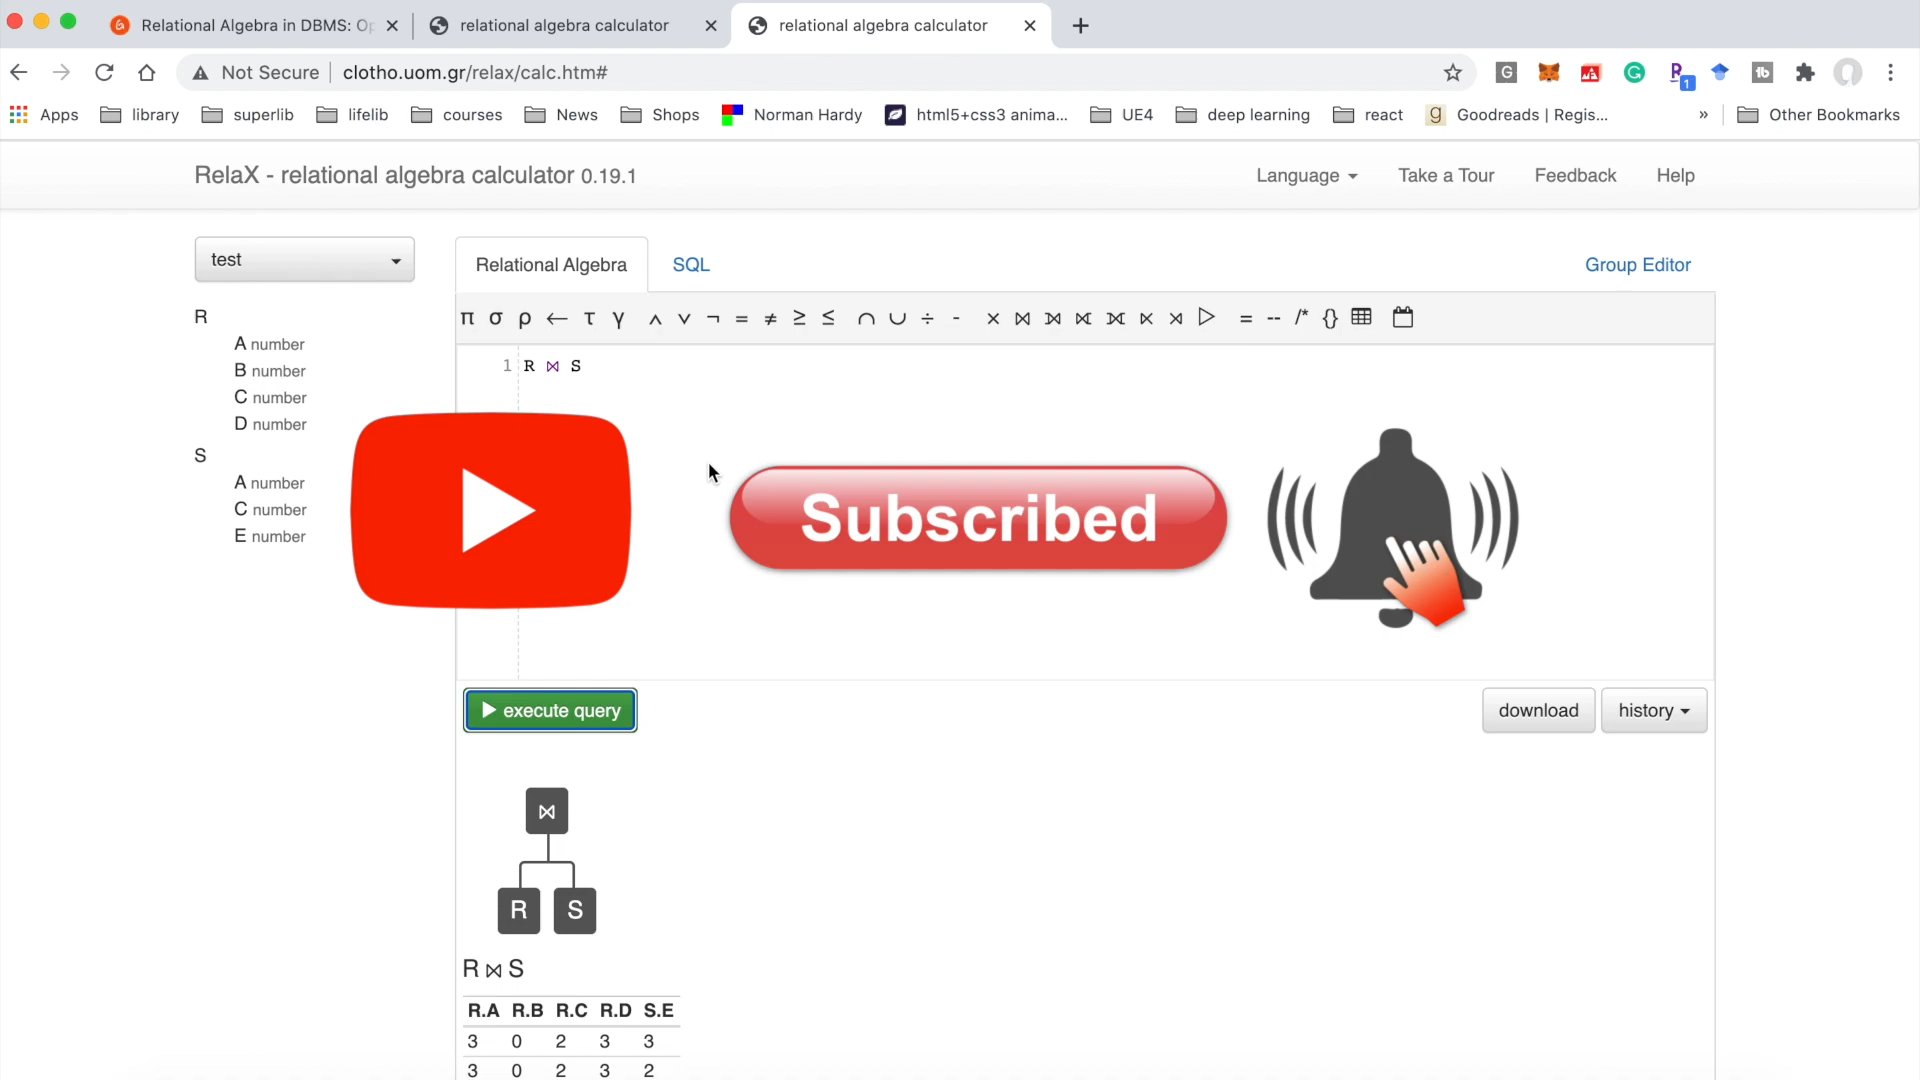 Relational Algebra in DBMS: Op
relational algebra calculator
relational algebra calculator
Not Secure
clotho.uom.gr/relax/calc.htm#
Apps
library
superlib
lifelib
courses
News
Shops
Norman Hardy
html5+css3 anima...
UE4
deep learning
react
Goodreads | Regis...
»
Other Bookmarks
RelaX - relational algebra calculator 0.19.1
Language
Take a Tour
Feedback
Help
test
Relational Algebra
SQL
Group Editor
π σ ρ ← τ γ ∧ ∨ ¬ = ≠ ≥ ≤ ∩ ∪ ÷ - × ⨝ ⟕ ⟖ ⟗ ⋉ ⋊ ▷ = -- /* {}
R
A number
B number
C number
D number
S
A number
C number
E number
1 R ⨝ S
Subscribed
execute query
download
history
⨝
R S
R ⨝ S
R.A R.B R.C R.D S.E
3 0 2 3 3
3 0 2 3 2